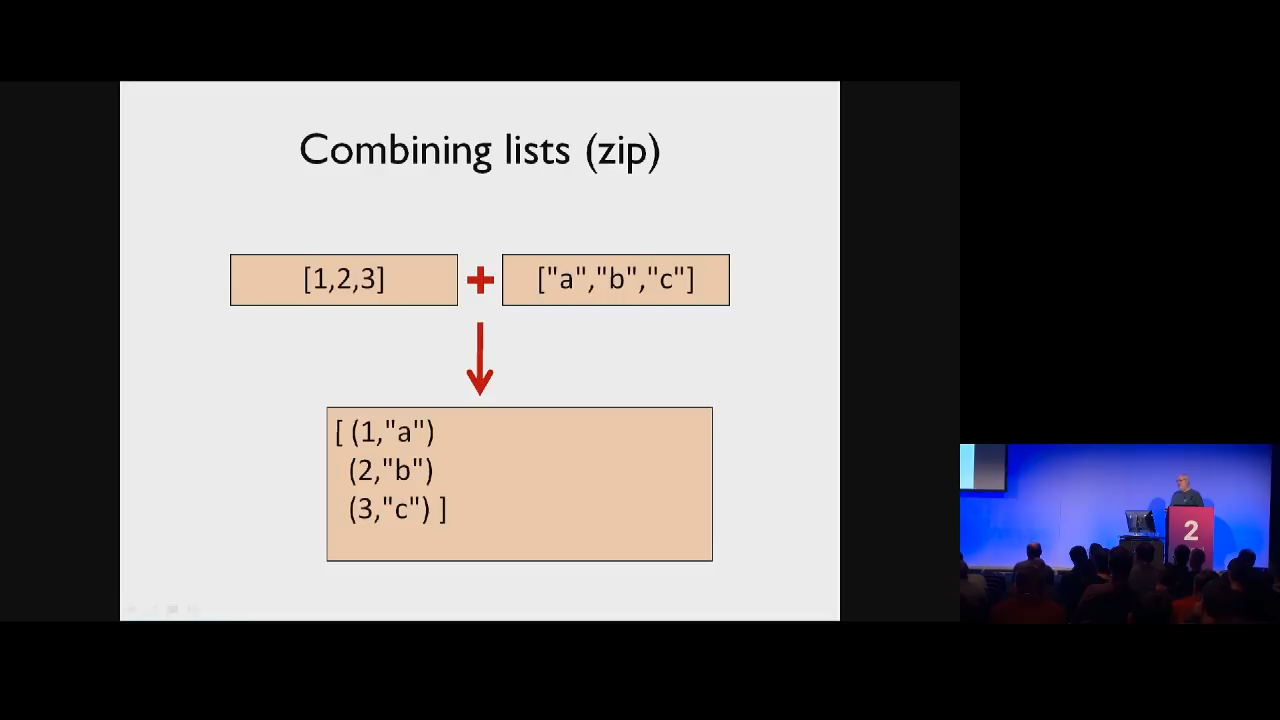 Combining lists (zip)
[1,2,3] + ["a","b","c"]
[ (1,"a")
(2,"b")
(3,"c") ]
2